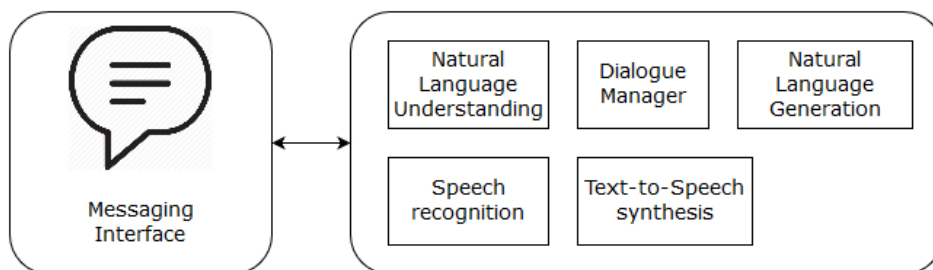 Messaging
Interface
Natural
Language
Understanding
Dialogue
Manager
Natural
Language
Generation
Speech
recognition
Text-to-Speech
synthesis